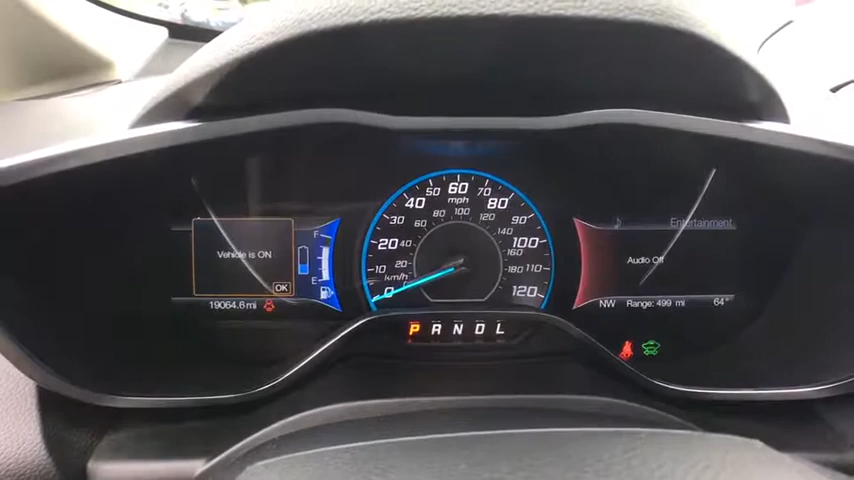 Vehicle is ON
OK
19064.6 mi
F
E
0 10 20 30 40 50 60 70 80 90 100 110 120
mph
20 40 60 80 100 120 140 160 180
km/h
P R N D L
Entertainment
Audio off
NW Range: 499 mi 64°